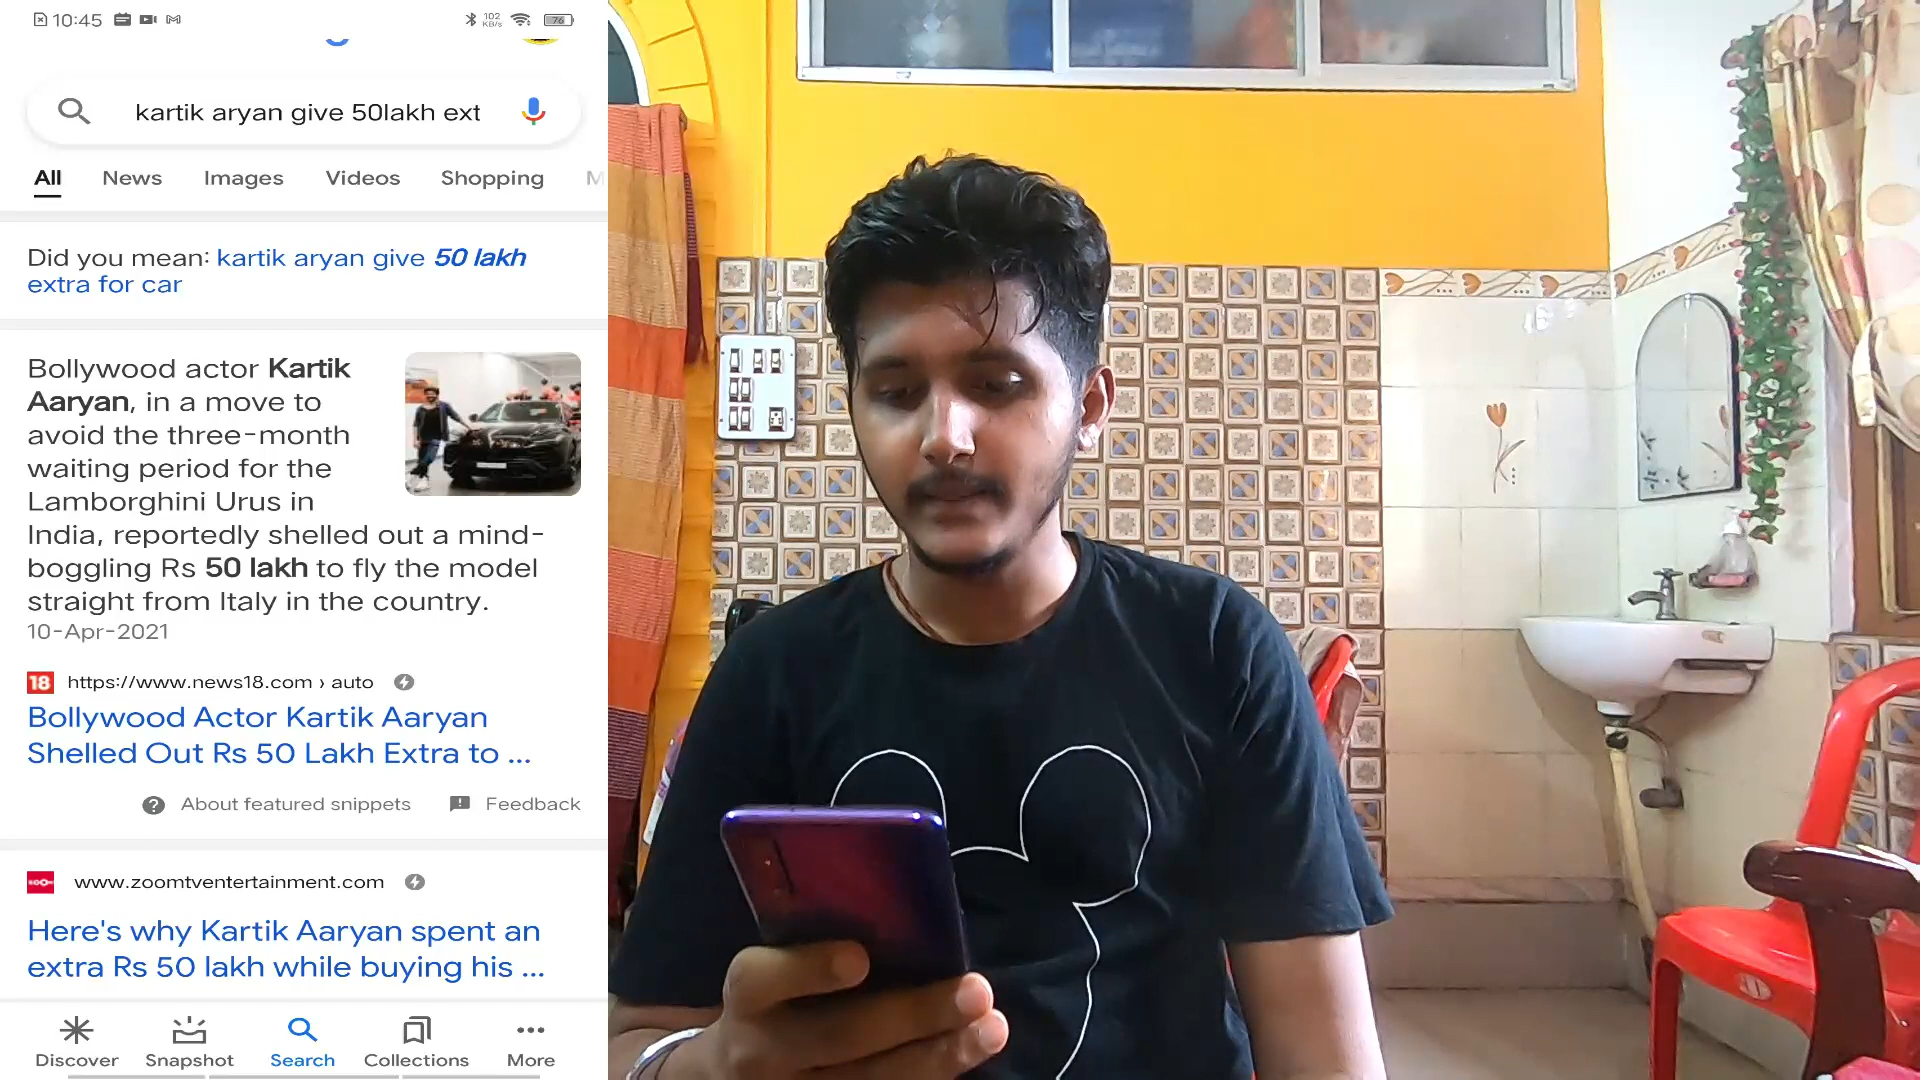 10:45
102
KB/s
76
kartik aryan give 50lakh ext
All News Images Videos Shopping M
Did you mean: kartik aryan give 50 lakh
extra for car
Bollywood actor Kartik
Aaryan, in a move to
avoid the three-month
waiting period for the
Lamborghini Urus in
India, reportedly shelled out a mind-
boggling Rs 50 lakh to fly the model
straight from Italy in the country.
10-Apr-2021
18 https://www.news18.com › auto
Bollywood Actor Kartik Aaryan
Shelled Out Rs 50 Lakh Extra to ...
About featured snippets Feedback
www.zoomtventertainment.com
Here's why Kartik Aaryan spent an
extra Rs 50 lakh while buying his ...
Discover Snapshot Search Collections More